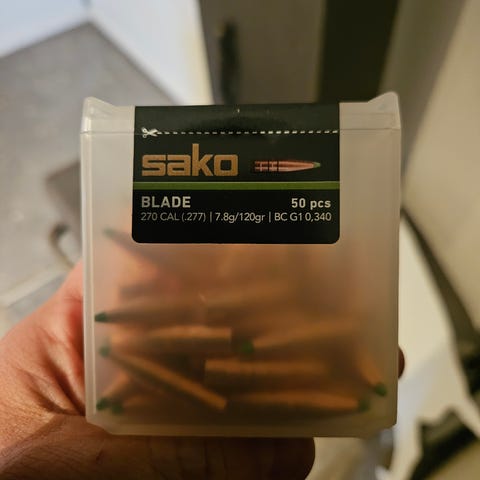 sako
BLADE 50 pcs
270 CAL (.277) | 7.8g/120gr | BC G1 0,340